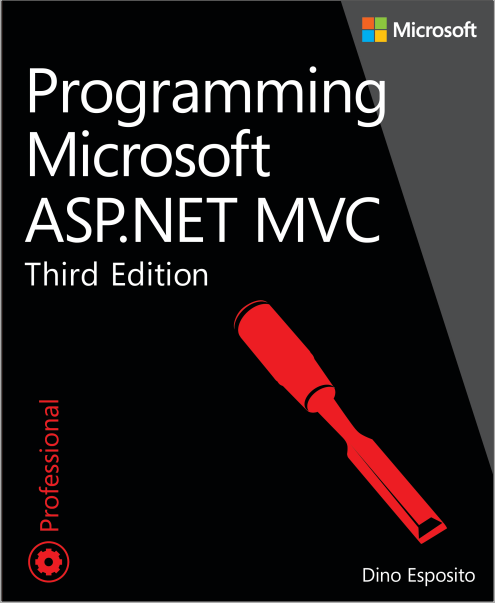 Microsoft
Programming
Microsoft
ASP.NET MVC
Third Edition
Professional
Dino Esposito